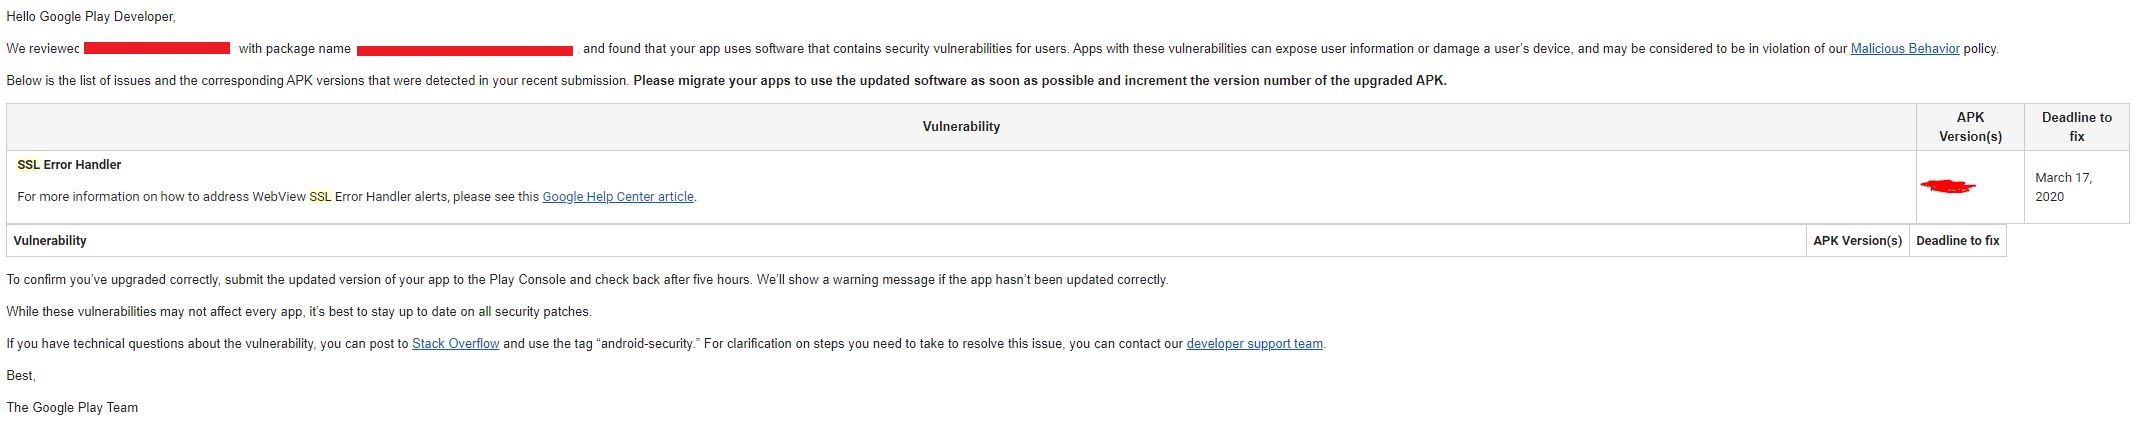 Hello Google Play Developer,
We reviewed with package name and found that your app uses software that contains security vulnerabilities for users. Apps with these vulnerabilities can expose user information or damage a user's device, and may be considered to be in violation of our Malicious Behavior policy.
Below is the list of issues and the corresponding APK versions that were detected in your recent submission. Please migrate your apps to use the updated software as soon as possible and increment the version number of the upgraded APK.
Vulnerability
APK
Version(s)
Deadline to
fix
SSL Error Handler
For more information on how to address WebView SSL Error Handler alerts, please see this Google Help Center article.
March 17,
2020
Vulnerability APK Version(s) Deadline to fix
To confirm you've upgraded correctly, submit the updated version of your app to the Play Console and check back after five hours. We'll show a warning message if the app hasn't been updated correctly.
While these vulnerabilities may not affect every app, it's best to stay up to date on all security patches.
If you have technical questions about the vulnerability, you can post to Stack Overflow and use the tag “android-security.” For clarification on steps you need to take to resolve this issue, you can contact our developer support team.
Best,
The Google Play Team